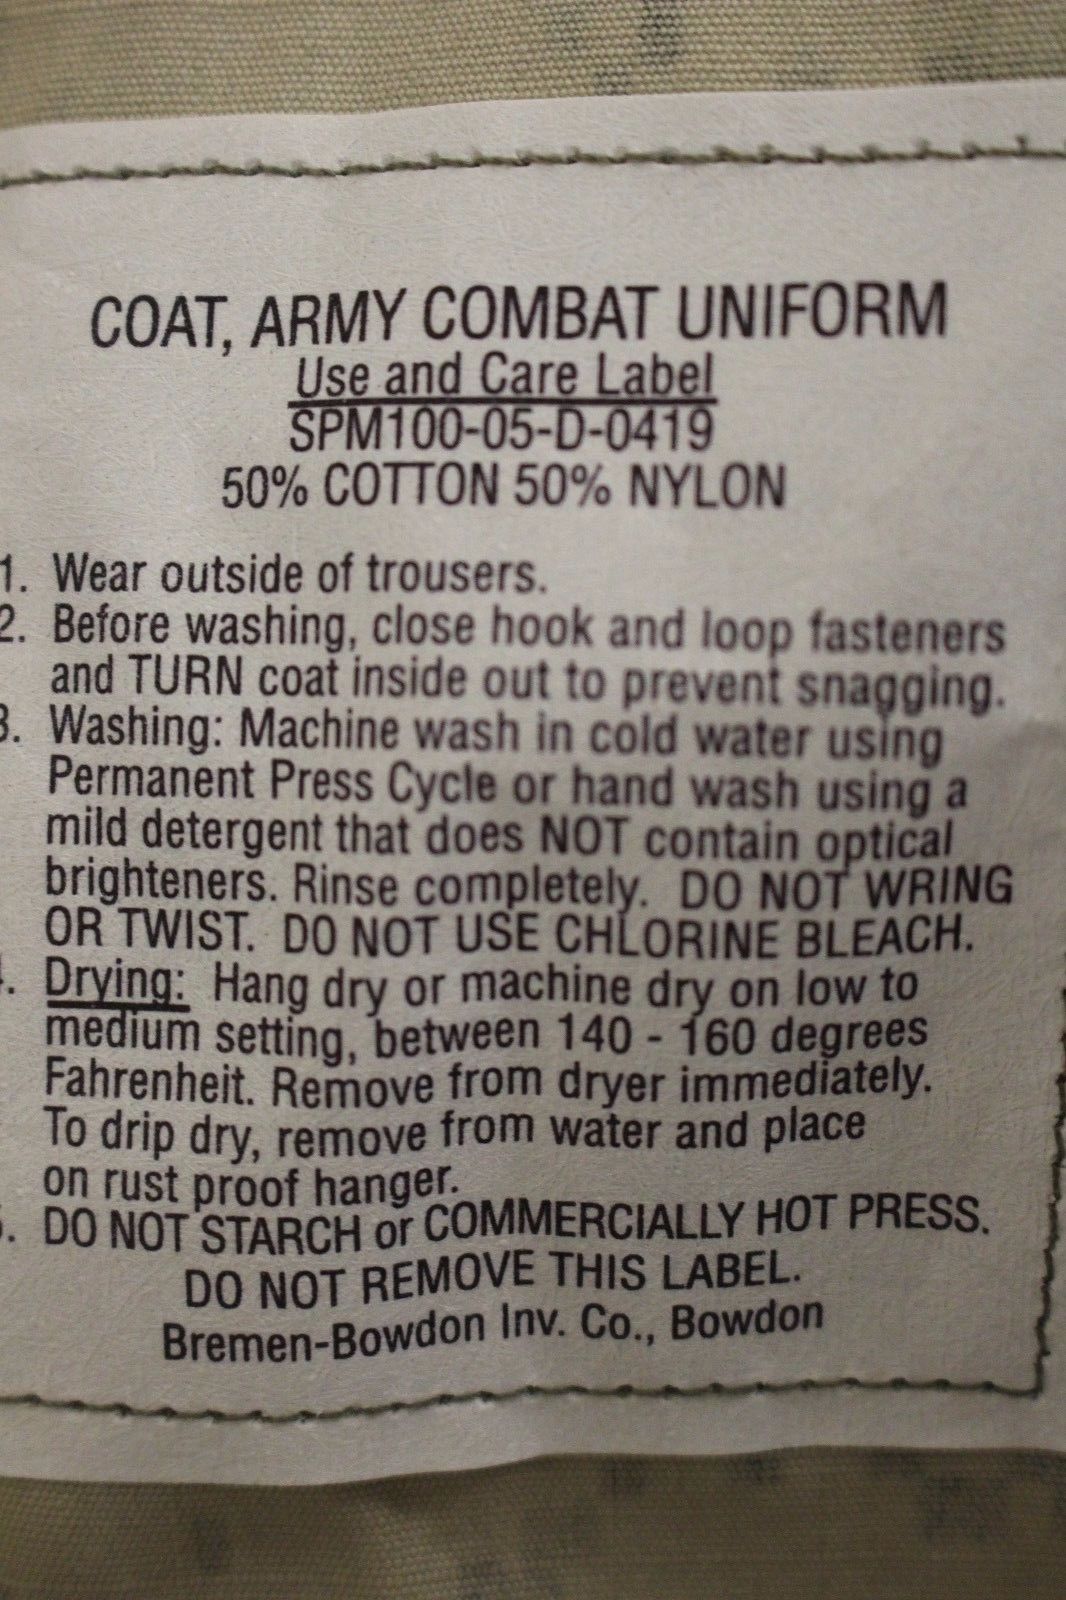 COAT, ARMY COMBAT UNIFORM
Use and Care Label
SPM100-05-D-0419
50% COTTON 50% NYLON
1. Wear outside of trousers.
2. Before washing, close hook and loop fasteners
and TURN coat inside out to prevent snagging.
3. Washing: Machine wash in cold water using
Permanent Press Cycle or hand wash using a
mild detergent that does NOT contain optical
brighteners. Rinse completely. DO NOT WRING
OR TWIST. DO NOT USE CHLORINE BLEACH.
4. Drying: Hang dry or machine dry on low to
medium setting, between 140 - 160 degrees
Fahrenheit. Remove from dryer immediately.
To drip dry, remove from water and place
on rust proof hanger.
5. DO NOT STARCH or COMMERCIALLY HOT PRESS.
DO NOT REMOVE THIS LABEL.
Bremen-Bowdon Inv. Co., Bowdon